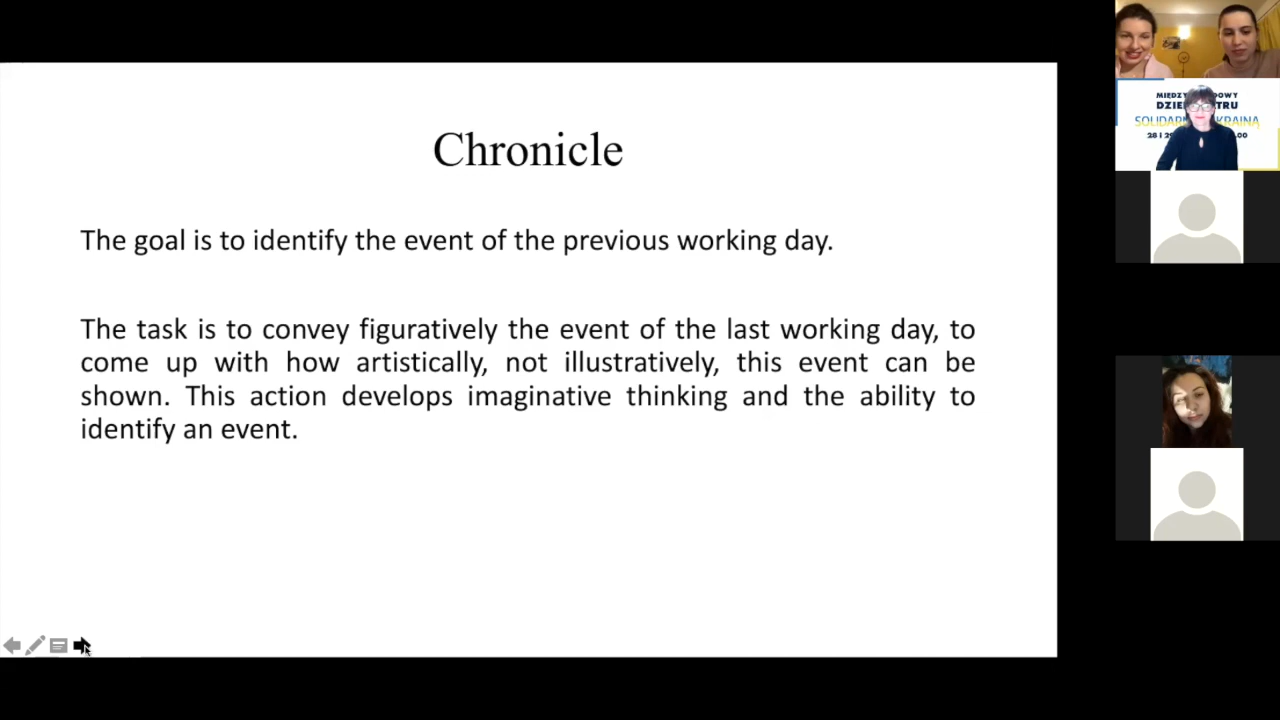 Chronicle
The goal is to identify the event of the previous working day.
The task is to convey figuratively the event of the last working day, to
come up with how artistically, not illustratively, this event can be
shown. This action develops imaginative thinking and the ability to
identify an event.
SOLIDARN
28 I